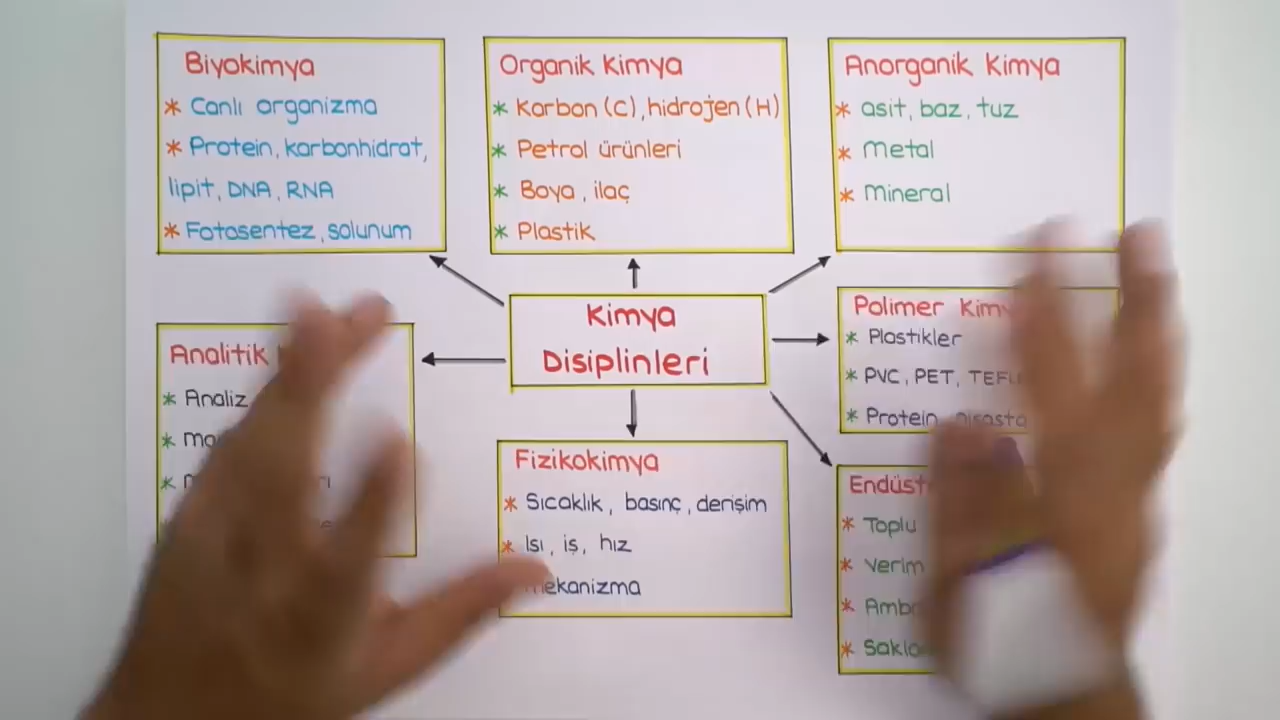 Biyokimya
* Canlı organizma
* Protein, karbonhidrat,
lipit, DNA, RNA
* Fotosentez, solunum
Organik Kimya
* Karbon (C), hidrojen (H)
* Petrol ürünleri
* Boya, ilaç
* Plastik
Anorganik Kimya
* asit, baz, tuz
* Metal
* Mineral
Kimya
Disiplinleri
Analitik
* Analiz
Fizikokimya
* Sıcaklık, basınç, derişim
* Isı, iş, hız
mekanizma
Polimer
* Plastikler
* PVC, PET,
* Protein, nişasta
* Toplu
* Verim